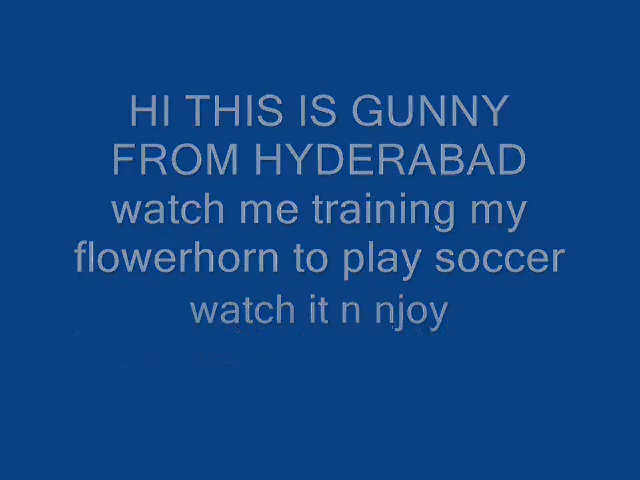 HI THIS IS GUNNY
FROM HYDERABAD
watch me training my
flowerhorn to play soccer
watch it n njoy